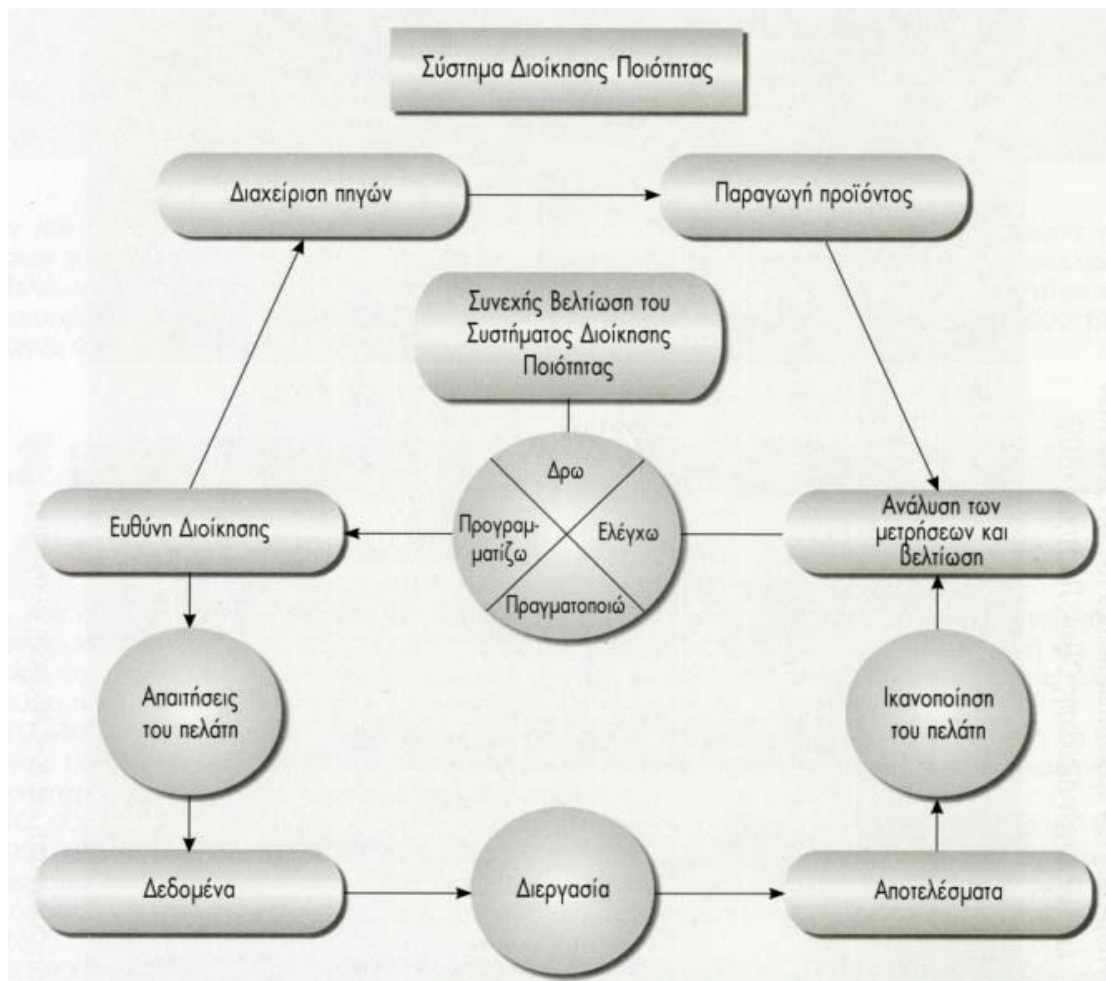 Σύστημα Διοίκησης Ποιότητας
Διαχείριση πηγών
Παραγωγή προϊόντος
Συνεχής Βελτίωση του
Συστήματος Διοίκησης
Ποιότητας
Δρω
Προγραμ-
ματίζω
Ελέγχω
Πραγματοποιώ
Ευθύνη Διοίκησης
Ανάλυση των
μετρήσεων και
βελτίωση
Απαιτήσεις
του πελάτη
Ικανοποίηση
του πελάτη
Δεδομένα
Διεργασία
Αποτελέσματα